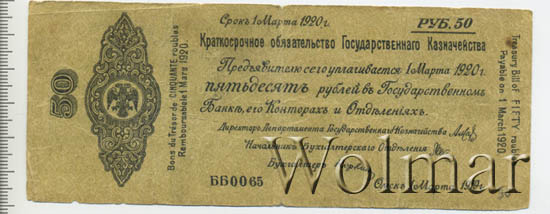 Срокъ 1 Марта 1920 г.
РУБ. 50
Краткосрочное обязательство Государственнаго Казначейства
Предъявителю сего уплачивается 1 Марта 1920 г.
пятьдесятъ рублей въ Государственномъ
Банкѣ, его Конторахъ и Отдѣленіяхъ.
Директоръ Департамента Государственнаго Казначейства
Начальникъ Бухгалтерскаго Отдѣленія
Бухгалтеръ
Омскъ, 1 Марта 1919 г.
ББ0065
50
Bons du trésor de CINQUANTE roubles
Remboursable 1 Mars 1920.
Treasury Bill of FIFTY roubles
Payable on 1 March 1920
Wolmar